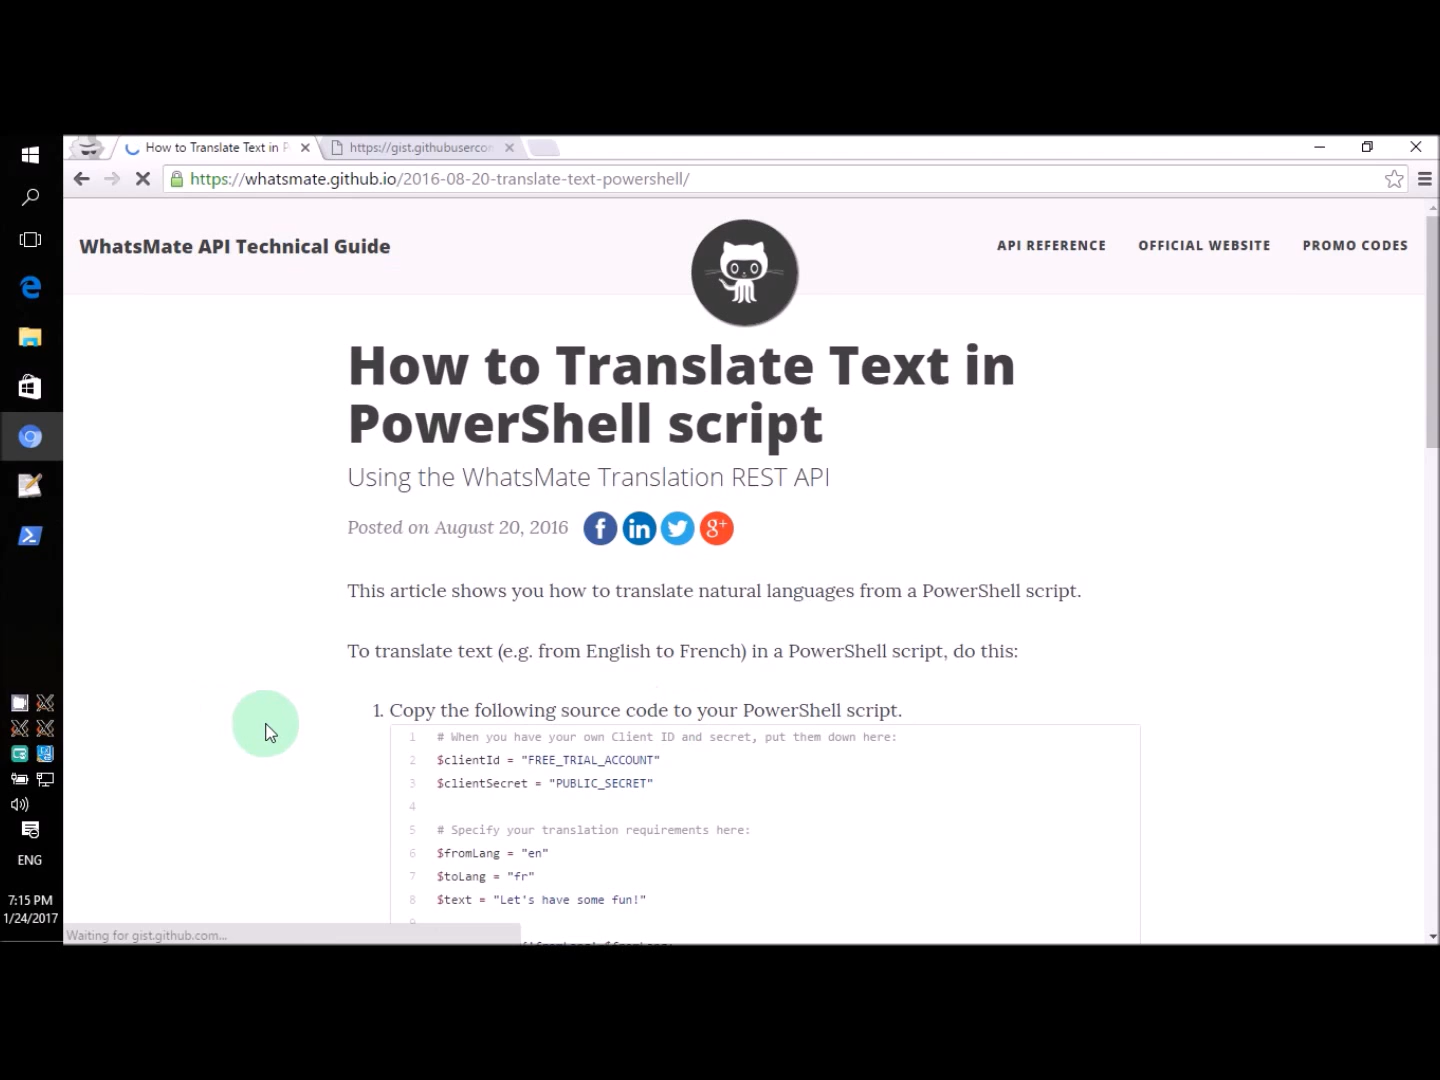 How to Translate Text in P
https://gist.githubusercon
https://whatsmate.github.io/2016-08-20-translate-text-powershell/
WhatsMate API Technical Guide
API REFERENCE
OFFICIAL WEBSITE
PROMO CODES
How to Translate Text in
PowerShell script
Using the WhatsMate Translation REST API
Posted on August 20, 2016
This article shows you how to translate natural languages from a PowerShell script.
To translate text (e.g. from English to French) in a PowerShell script, do this:
1. Copy the following source code to your PowerShell script.
1 # When you have your own Client ID and secret, put them down here:
2 $clientId = "FREE_TRIAL_ACCOUNT"
3 $clientSecret = "PUBLIC_SECRET"
4
5 # Specify your translation requirements here:
6 $fromLang = "en"
7 $toLang = "fr"
8 $text = "Let's have some fun!"
Waiting for gist.github.com...
ENG
7:15 PM
1/24/2017